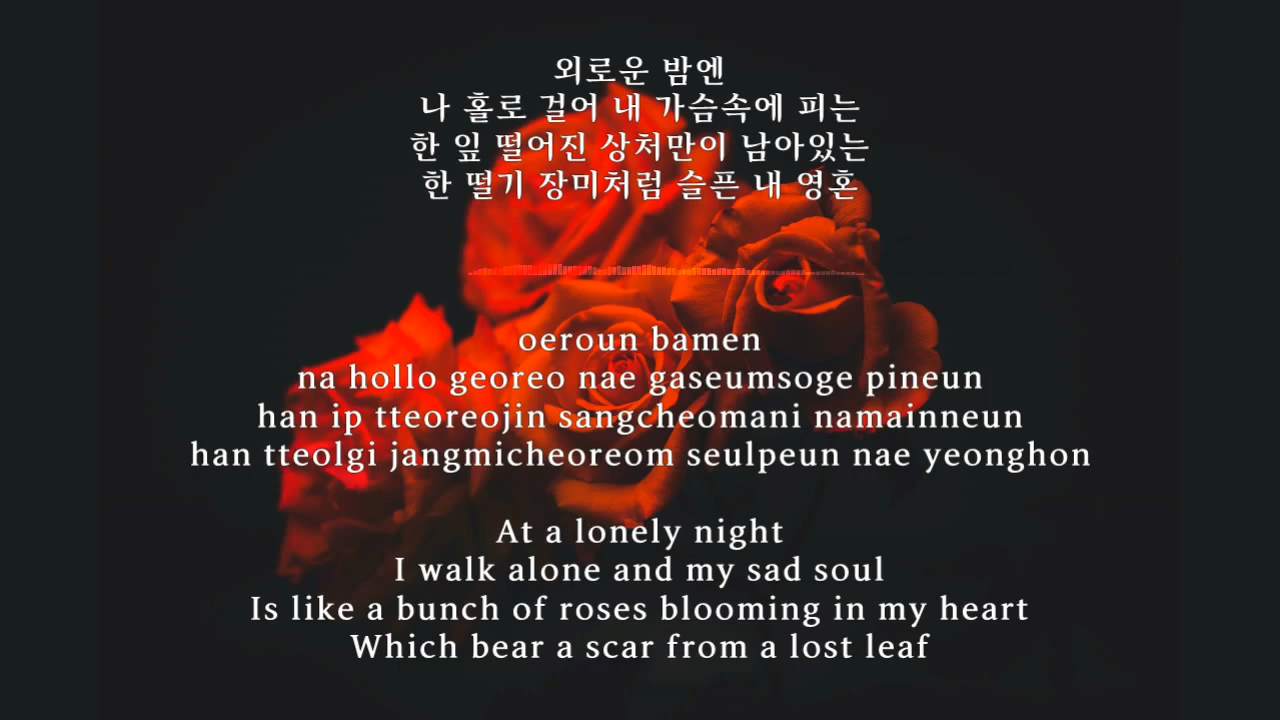 외로운 밤엔
나 홀로 걸어 내 가슴속에 피는
한 잎 떨어진 상처만이 남아있는
한 떨기 장미처럼 슬픈 내 영혼
oeroun bamen
na hollo georeo nae gaseumsoge pineun
han ip tteoreojin sangcheomani namainneun
han tteolgi jangmicheoreom seulpeun nae yeonghon
At a lonely night
I walk alone and my sad soul
Is like a bunch of roses blooming in my heart
Which bear a scar from a lost leaf